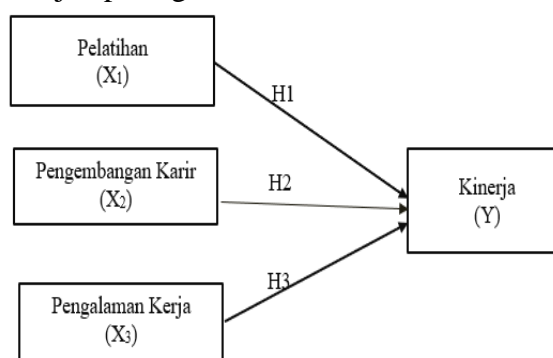 Pelatihan
(X₁)
H1
Pengembangan Karir
(X₂)
H2
Kinerja
(Y)
H3
Pengalaman Kerja
(X₃)